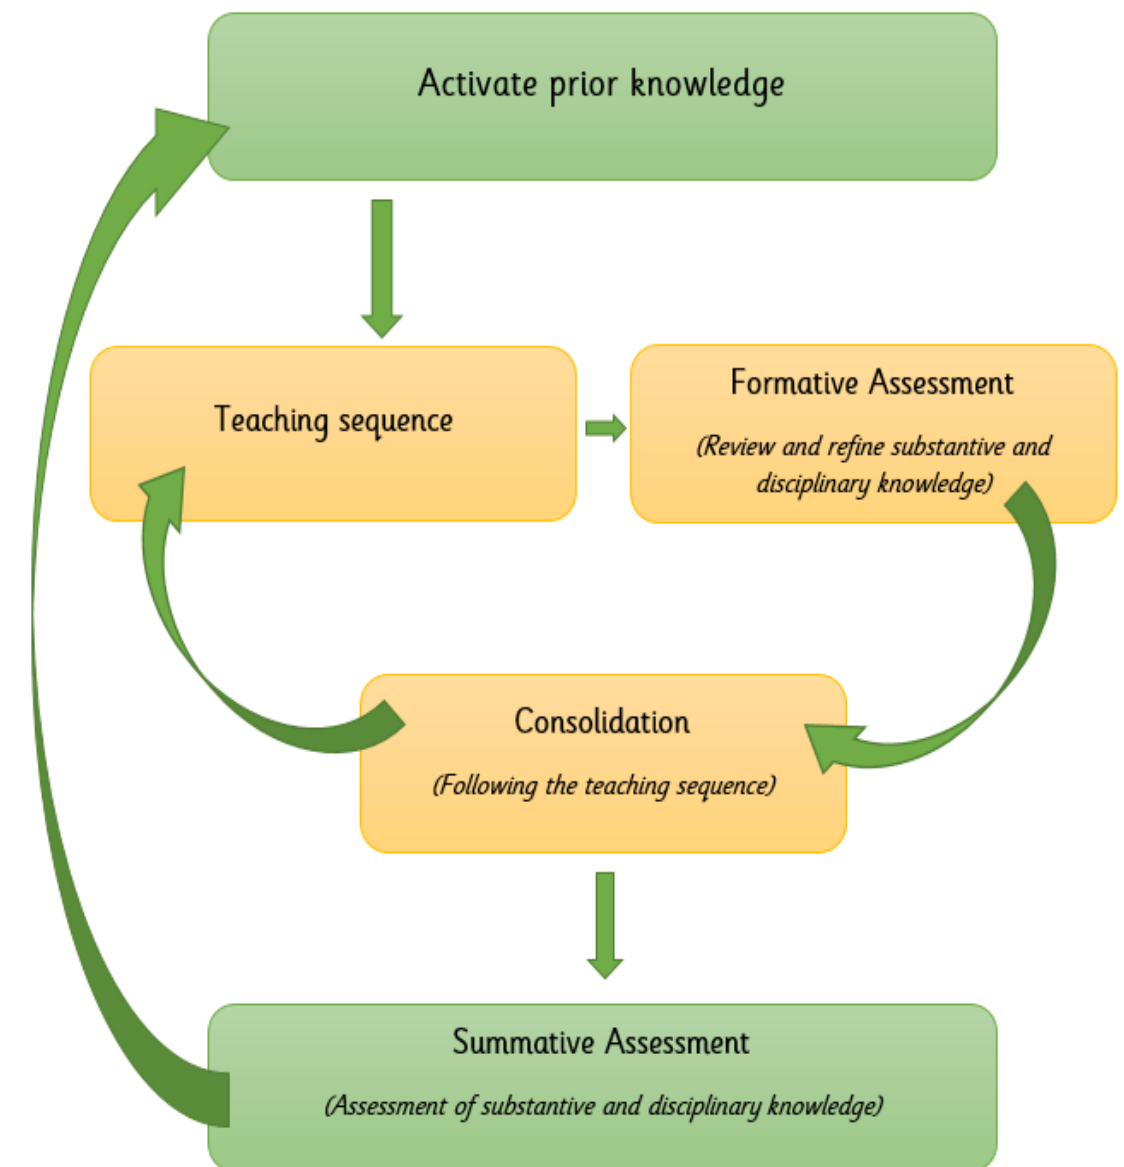 Activate prior knowledge
Teaching sequence
Formative Assessment
(Review and refine substantive and
disciplinary knowledge)
Consolidation
(Following the teaching sequence)
Summative Assessment
(Assessment of substantive and disciplinary knowledge)